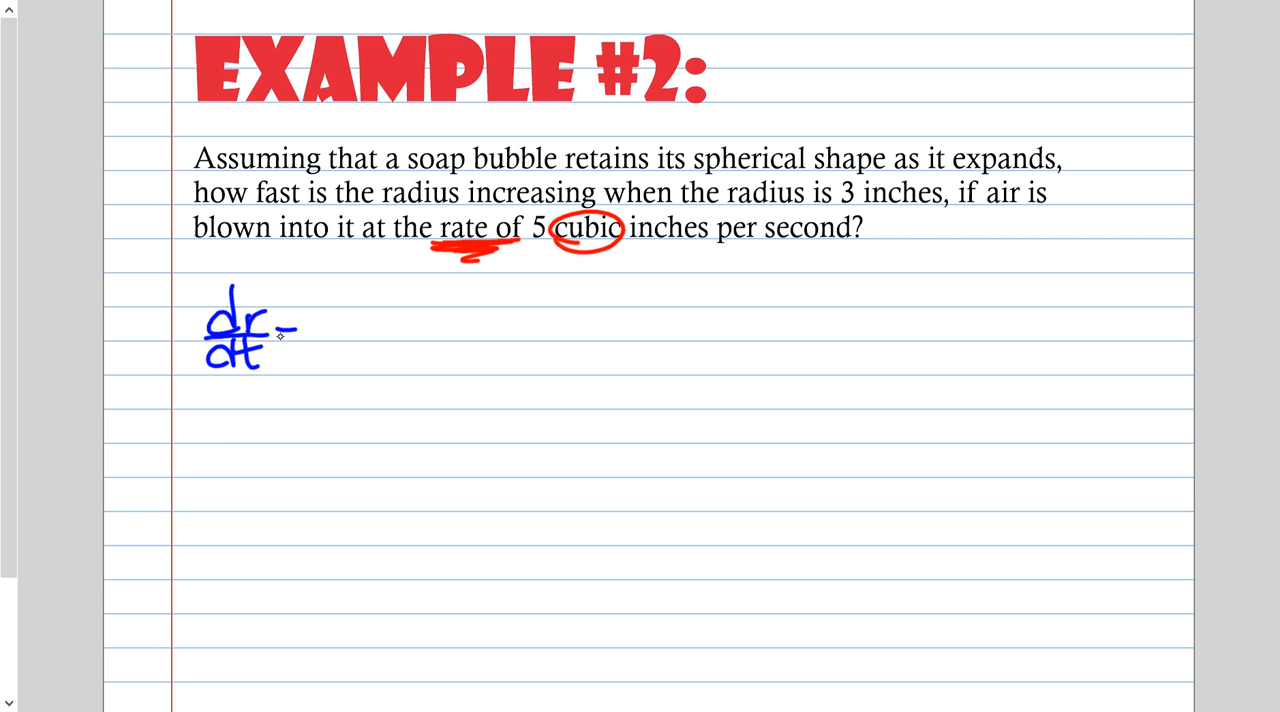 EXAMPLE #2:
Assuming that a soap bubble retains its spherical shape as it expands,
how fast is the radius increasing when the radius is 3 inches, if air is
blown into it at the rate of 5 cubic inches per second?
dr -
dt